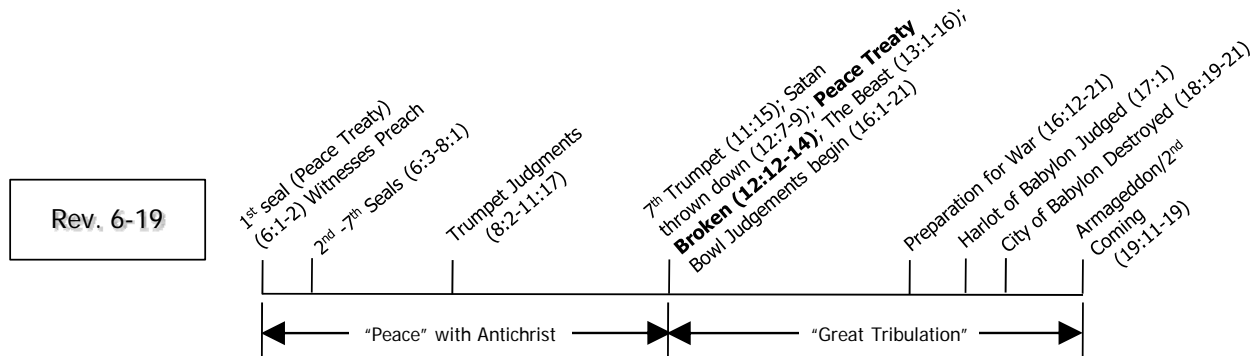 Rev. 6-19
1st seal (Peace Treaty)
(6:1-2) Witnesses Preach
2nd -7th Seals (6:3-8:1)
Trumpet Judgments
(8:2-11:17)
7th Trumpet (11:15); Satan
thrown down (12:7-9); Peace Treaty
Broken (12:12-14); The Beast (13:1-16);
Bowl Judgements begin (16:1-21)
Preparation for War (16:12-21)
Harlot of Babylon Judged (17:1)
City of Babylon Destroyed (18:19-21)
Armageddon/2nd
Coming
(19:11-19)
"Peace" with Antichrist
"Great Tribulation"